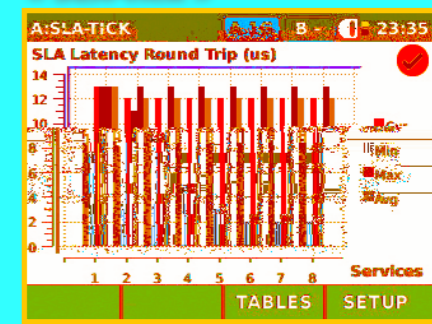 A:SLA-TICK B - 23:35
SLA Latency Round Trip (us)
14
12
10
8
6
4
2
0
Min
Max
Avg
1 2 3 4 5 6 7 8
Services
TABLES SETUP